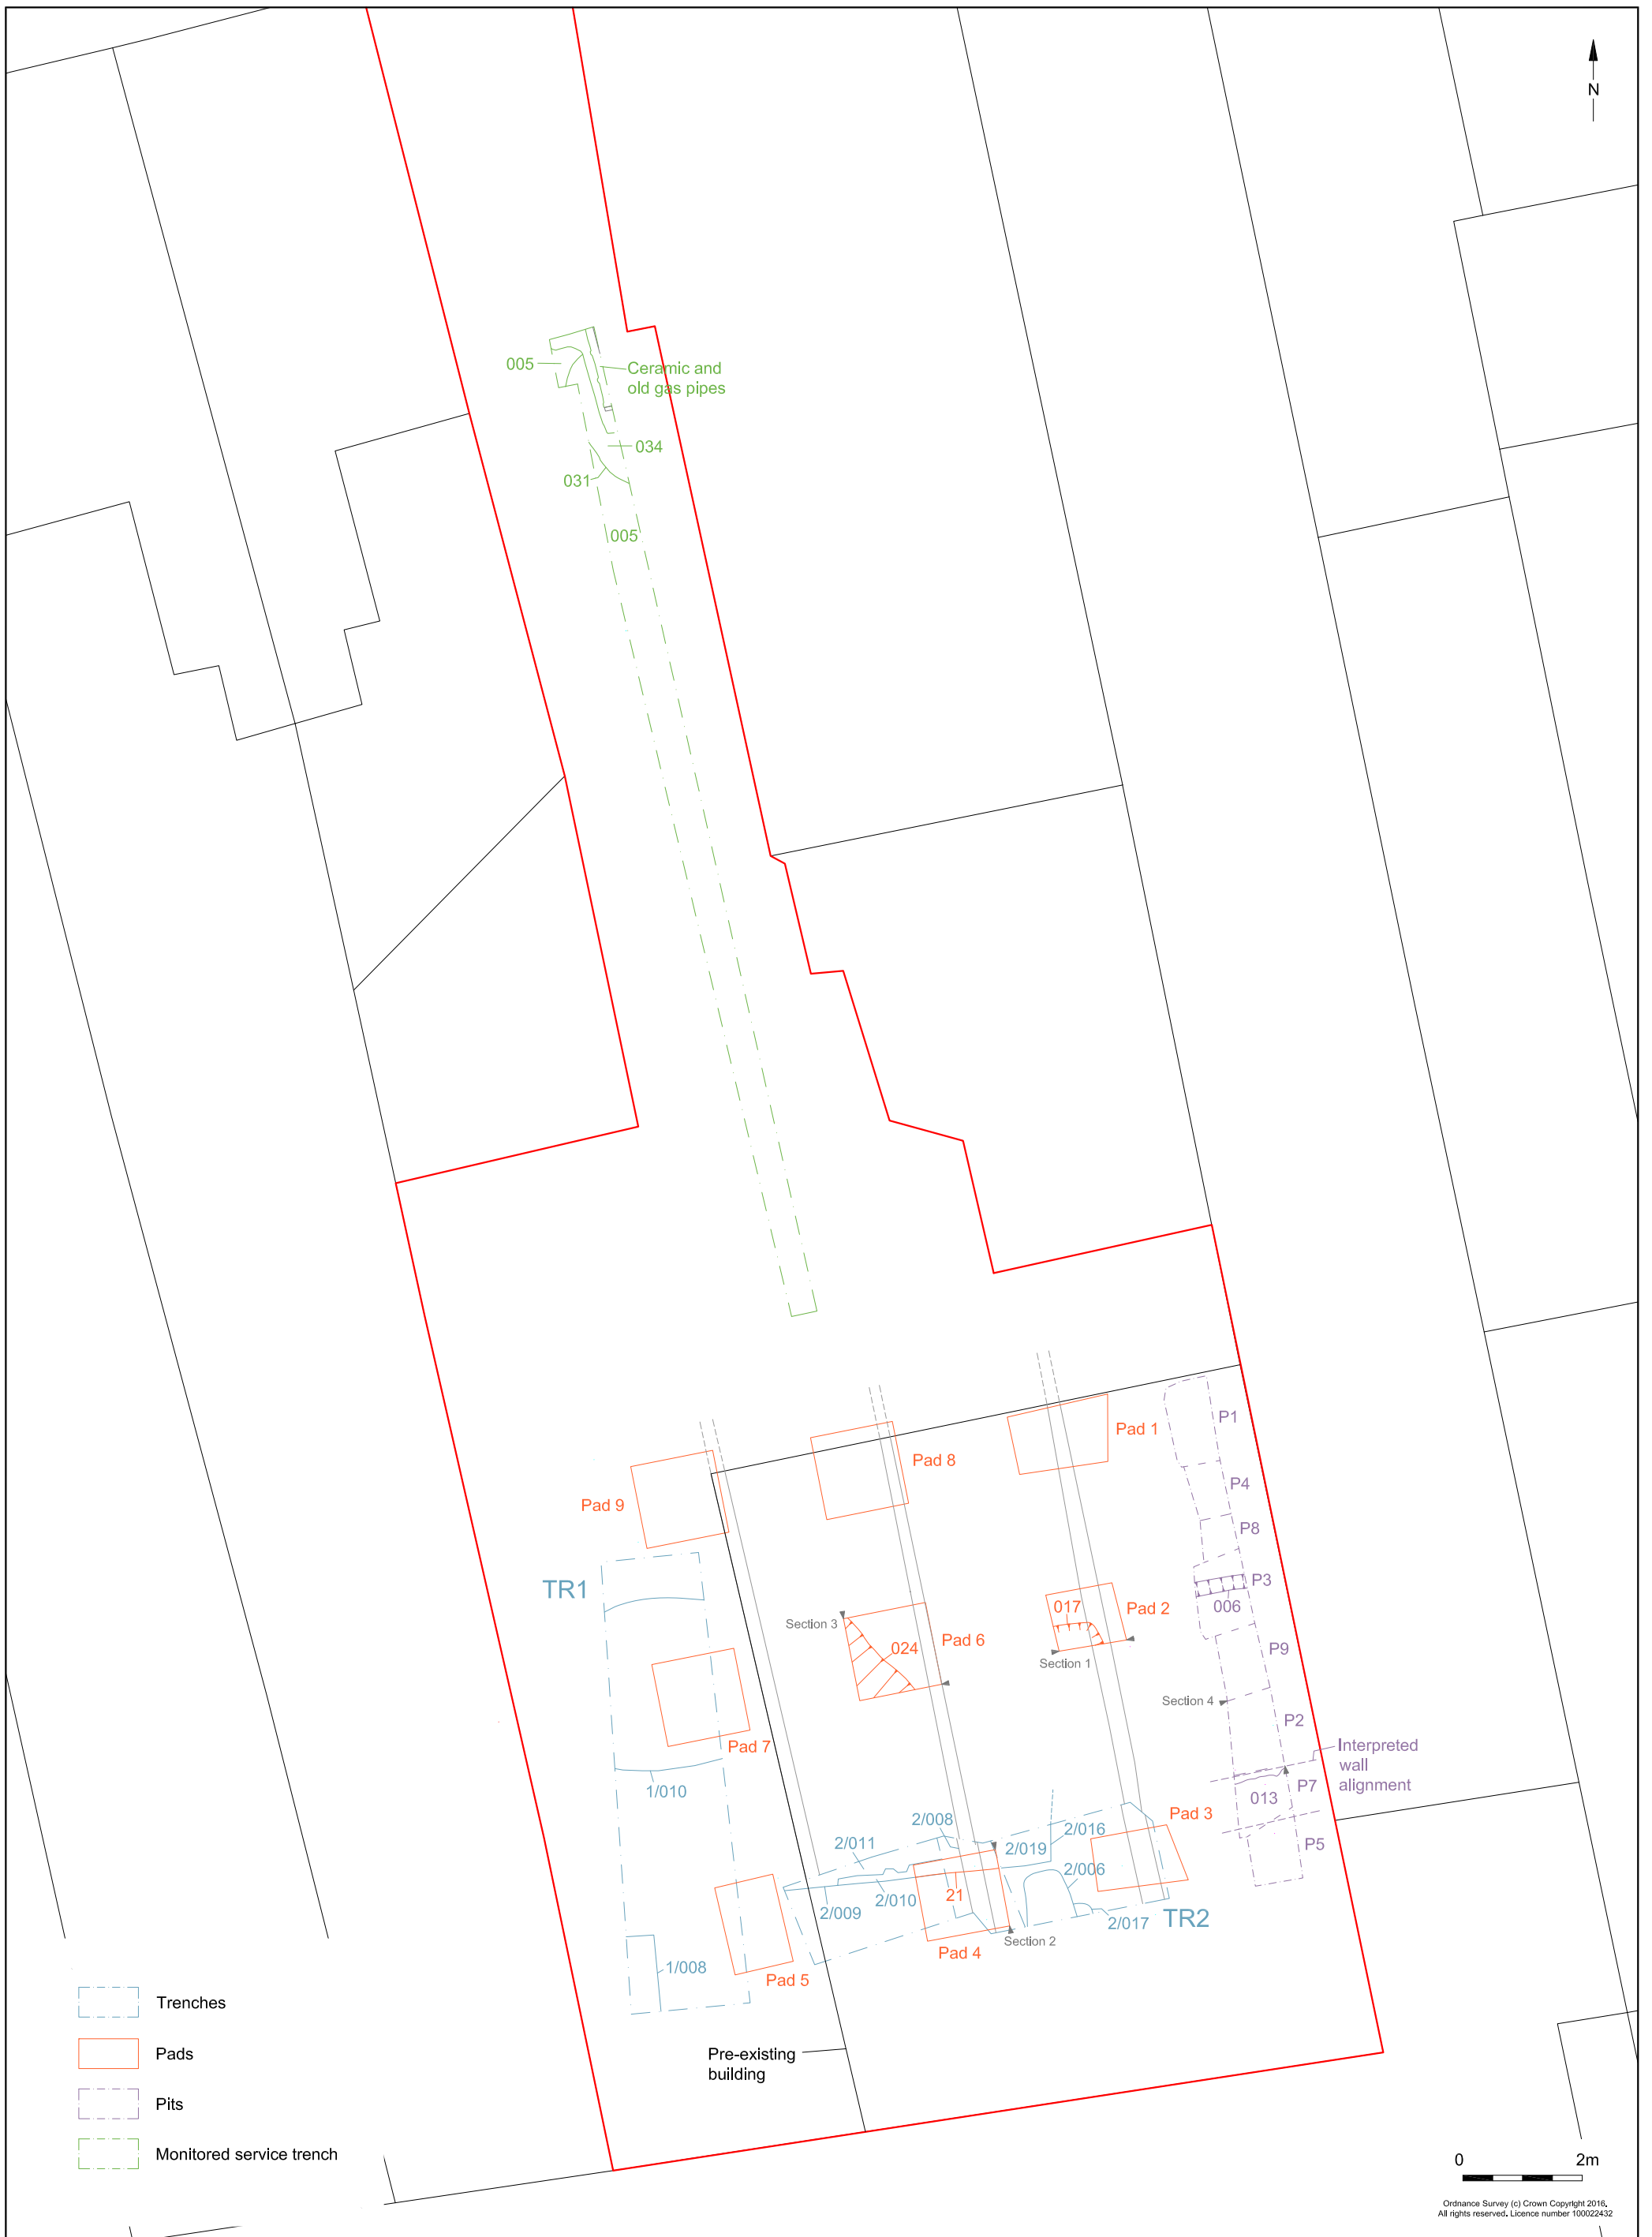 N
005
Ceramic and
old gas pipes
034
031
005
Pad 1
P1
Pad 8
P4
Pad 9
P8
TR1
P3
017
Pad 2
006
Section 3
024
Pad 6
P9
Section 1
Section 4
P2
Pad 7
Interpreted
wall
alignment
1/010
P7
013
2/008
Pad 3
2/011
2/019
2/016
P5
2/006
2/010
21
2/009
2/017
TR2
Section 2
Pad 4
1/008
Pad 5
Trenches
Pads
Pre-existing
building
Pits
Monitored service trench
0 2m
Ordnance Survey (c) Crown Copyright 2016.
All rights reserved. Licence number 100022432